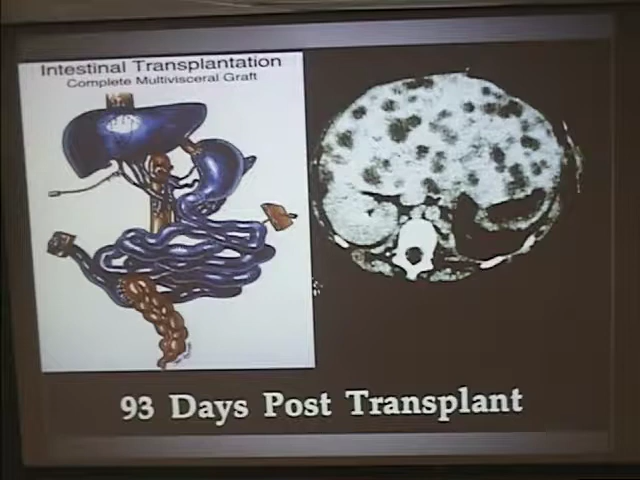 Intestinal Transplantation
Complete Multivisceral Graft
93 Days Post Transplant